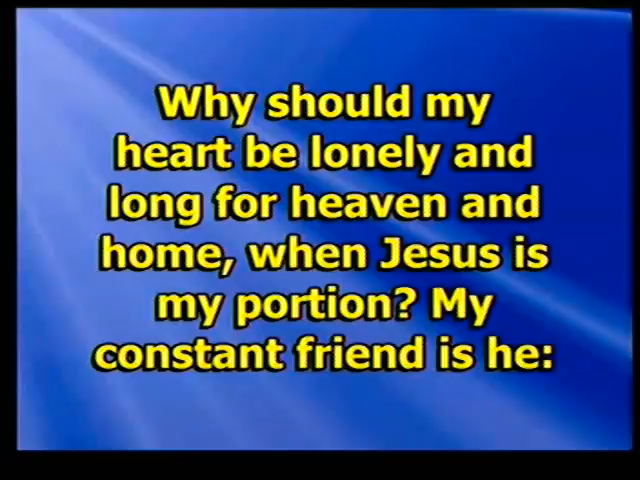 Why should my
heart be lonely and
long for heaven and
home, when Jesus is
my portion? My
constant friend is he: